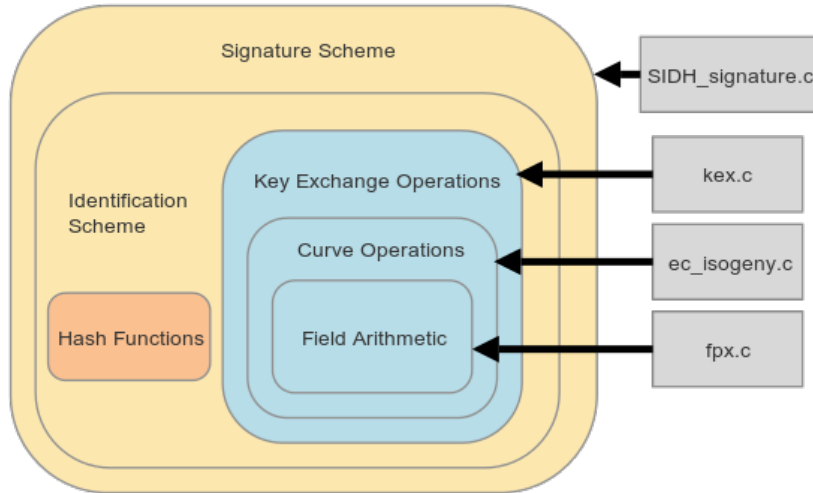 Signature Scheme
SIDH_signature.c
Key Exchange Operations
kex.c
Identification
Scheme
Curve Operations
ec_isogeny.c
Hash Functions
Field Arithmetic
fpx.c